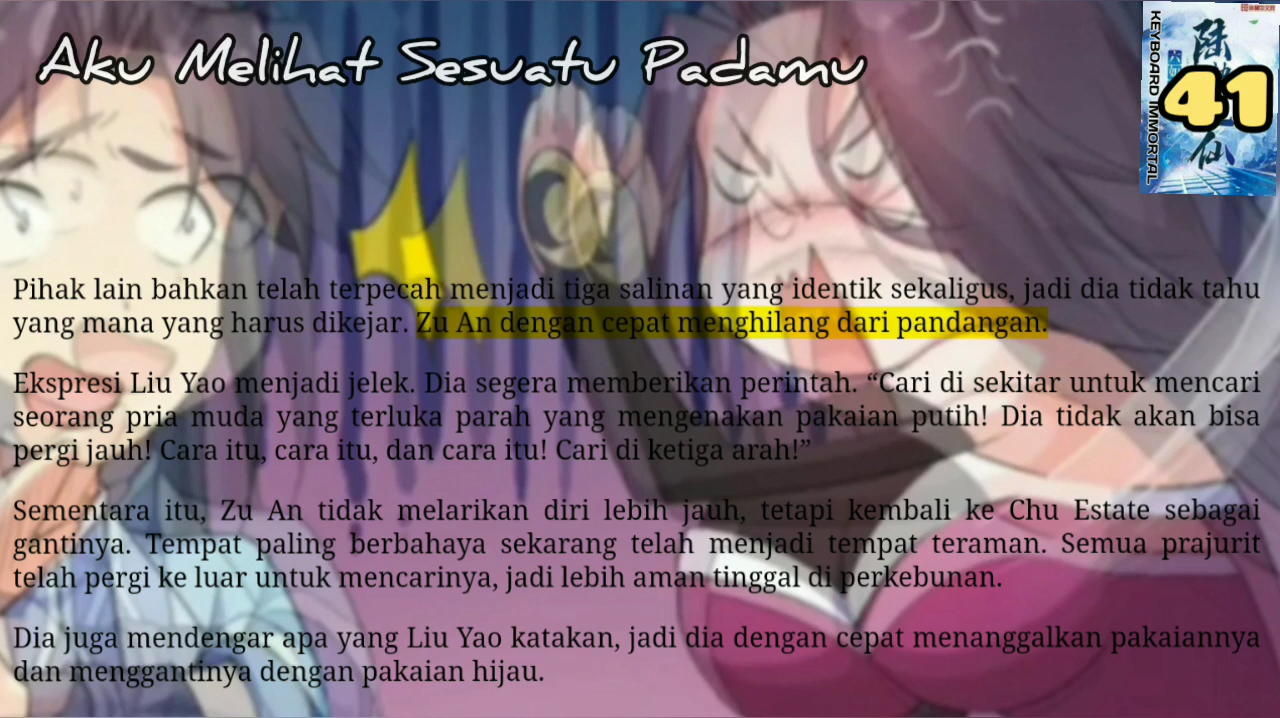 Aku Melihat Sesuatu Padamu
KEYBOARD IMMORTAL
陆
仙
41
Pihak lain bahkan telah terpecah menjadi tiga salinan yang identik sekaligus, jadi dia tidak tahu
yang mana yang harus dikejar. Zu An dengan cepat menghilang dari pandangan.
Ekspresi Liu Yao menjadi jelek. Dia segera memberikan perintah. “Cari di sekitar untuk mencari
seorang pria muda yang terluka parah yang mengenakan pakaian putih! Dia tidak akan bisa
pergi jauh! Cara itu, cara itu, dan cara itu! Cari di ketiga arah!”
Sementara itu, Zu An tidak melarikan diri lebih jauh, tetapi kembali ke Chu Estate sebagai
gantinya. Tempat paling berbahaya sekarang telah menjadi tempat teraman. Semua prajurit
telah pergi ke luar untuk mencarinya, jadi lebih aman tinggal di perkebunan.
Dia juga mendengar apa yang Liu Yao katakan, jadi dia dengan cepat menanggalkan pakaiannya
dan menggantinya dengan pakaian hijau.